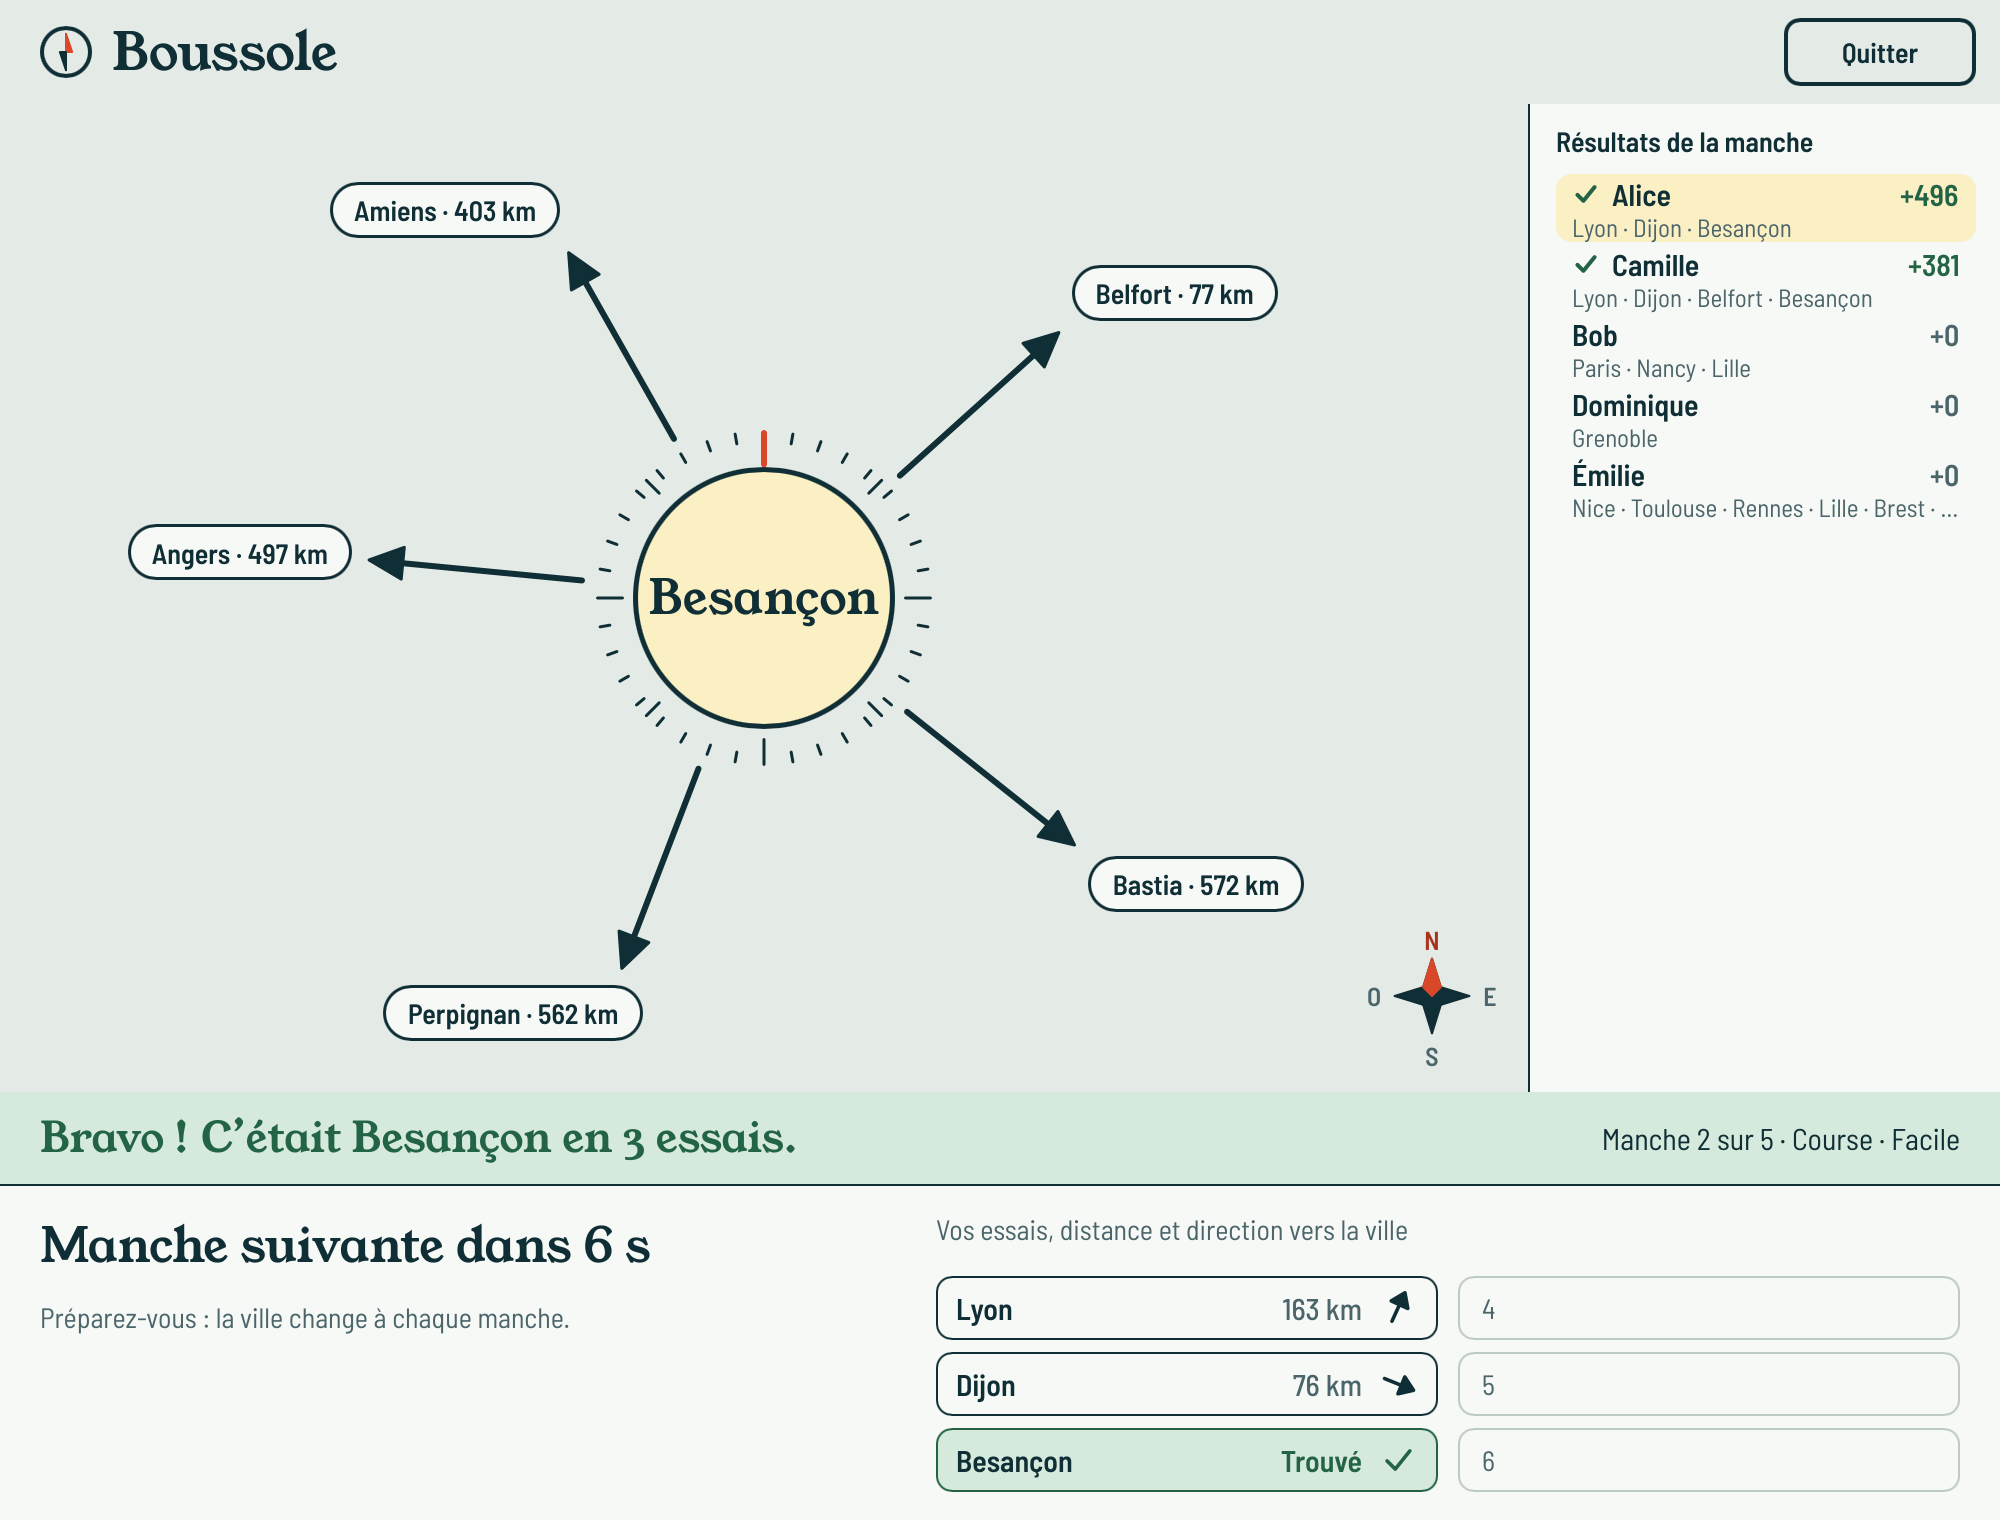 Boussole
Quitter
Amiens · 403 km
Belfort · 77 km
Angers · 497 km
Besançon
Bastia · 572 km
Perpignan · 562 km
N
O
E
S
Résultats de la manche
Alice +496
Lyon · Dijon · Besançon
Camille +381
Lyon · Dijon · Belfort · Besançon
Bob +0
Paris · Nancy · Lille
Dominique +0
Grenoble
Émilie +0
Nice · Toulouse · Rennes · Lille · Brest · …
Bravo ! C’était Besançon en 3 essais.
Manche 2 sur 5 · Course · Facile
Manche suivante dans 6 s
Préparez-vous : la ville change à chaque manche.
Vos essais, distance et direction vers la ville
Lyon 163 km
Dijon 76 km
Besançon Trouvé
4
5
6